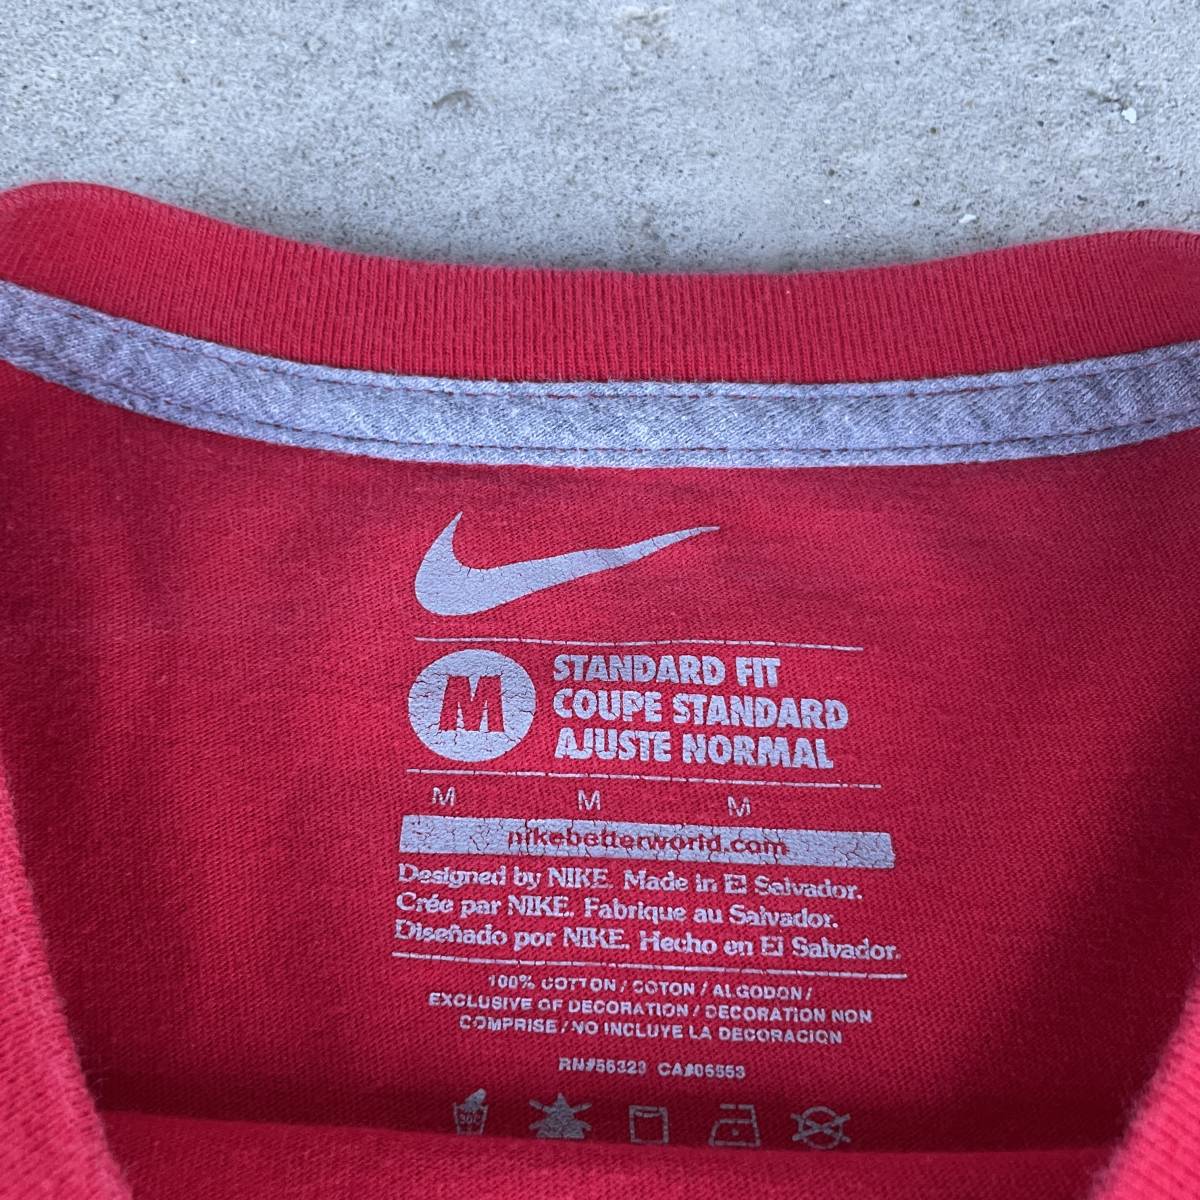 M
STANDARD FIT
COUPE STANDARD
AJUSTE NORMAL
M M M
nikebetterworld.com
Designed by NIKE. Made in El Salvador.
Crée par NIKE. Fabrique au Salvador.
Diseñado por NIKE. Hecho en El Salvador.
100% COTTON / COTON / ALGODON /
EXCLUSIVE OF DECORATION / DECORATION NON
COMPRISE / NO INCLUYE LA DECORACION
RN#56323 CA#05553